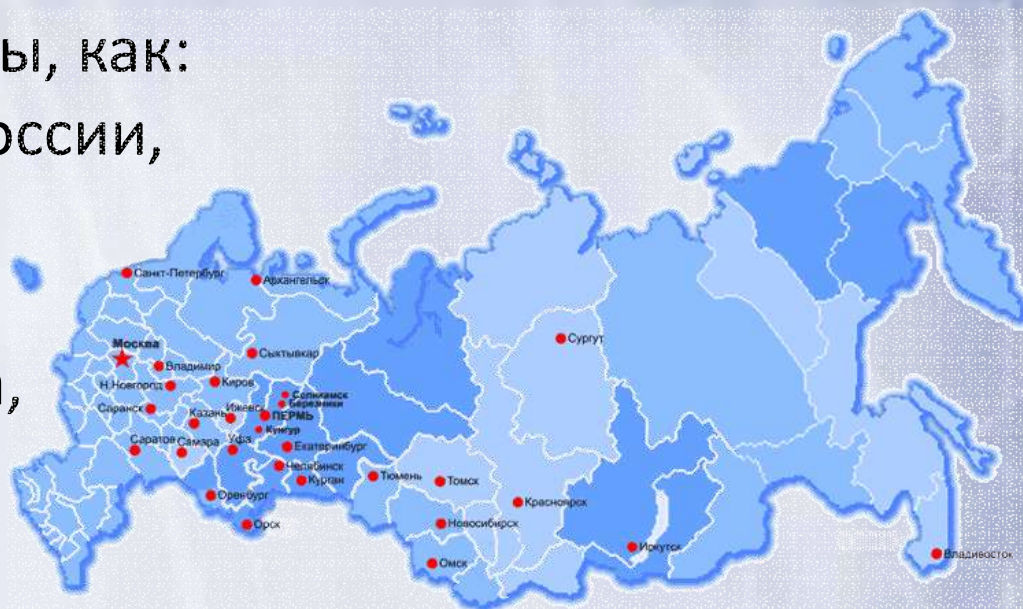 ы, как:
оссии,
Санкт-Петербург
Архангельск
Москва
Сыктывкар
Сургут
Владимир
,
Н.Новгород
Киров
Соликамск
Березники
Саранск
Казань
Ижевск
ПЕРМЬ
Кунгур
Саратов
Самара
Уфа
Екатеринбург
Челябинск
Курган
Тюмень
Томск
Оренбург
Красноярск
Орск
Новосибирск
Иркутск
Владивосток
Омск